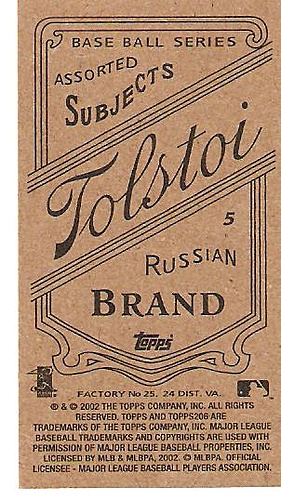 BASE BALL SERIES
ASSORTED
SUBJECTS
Tolstoi
5
RUSSIAN
BRAND
Topps
FACTORY No 25. 24 DIST. VA.
® & © 2002 THE TOPPS COMPANY, INC. ALL RIGHTS
RESERVED. TOPPS AND TOPPS206 ARE
TRADEMARKS OF THE TOPPS COMPANY, INC. MAJOR LEAGUE
BASEBALL TRADEMARKS AND COPYRIGHTS ARE USED WITH
PERMISSION OF MAJOR LEAGUE BASEBALL PROPERTIES, INC.
LICENSED BY MLB & MLBPA, 2002. © MLBPA. OFFICIAL
LICENSEE - MAJOR LEAGUE BASEBALL PLAYERS ASSOCIATION.